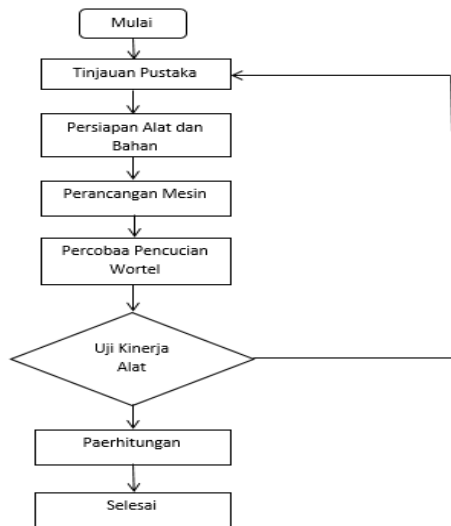 Mulai
Tinjauan Pustaka
Persiapan Alat dan
Bahan
Perancangan Mesin
Percobaa Pencucian
Wortel
Uji Kinerja
Alat
Paerhitungan
Selesai